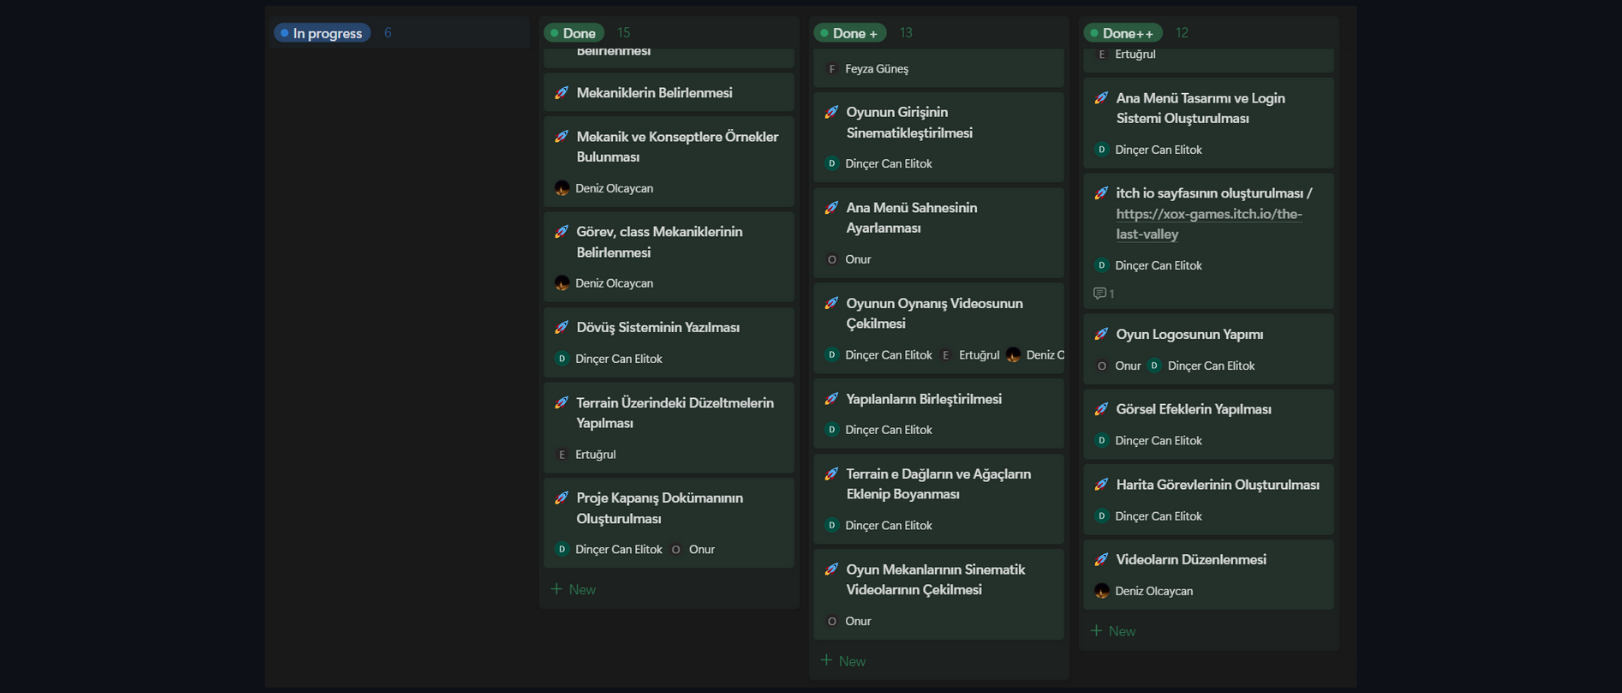 In progress 6
Done 15
Belirlenmesi
Mekaniklerin Belirlenmesi
Mekanik ve Konseptlere Örnekler
Bulunması
Deniz Olcaycan
Görev, class Mekaniklerinin
Belirlenmesi
Deniz Olcaycan
Dövüş Sisteminin Yazılması
D Dinçer Can Elitok
Terrain Üzerindeki Düzeltmelerin
Yapılması
E Ertuğrul
Proje Kapanış Dokümanının
Oluşturulması
D Dinçer Can Elitok O Onur
+ New
Done + 13
F Feyza Güneş
Oyunun Girişinin
Sinematikleştirilmesi
D Dinçer Can Elitok
Ana Menü Sahnesinin
Ayarlanması
O Onur
Oyunun Oynanış Videosunun
Çekilmesi
D Dinçer Can Elitok E Ertuğrul Deniz O
Yapılanların Birleştirilmesi
D Dinçer Can Elitok
Terrain e Dağların ve Ağaçların
Eklenip Boyanması
D Dinçer Can Elitok
Oyun Mekanlarının Sinematik
Videolarının Çekilmesi
O Onur
+ New
Done++ 12
E Ertuğrul
Ana Menü Tasarımı ve Login
Sistemi Oluşturulması
D Dinçer Can Elitok
itch io sayfasının oluşturulması /
https://xox-games.itch.io/the-
last-valley
D Dinçer Can Elitok
1
Oyun Logosunun Yapımı
O Onur D Dinçer Can Elitok
Görsel Efeklerin Yapılması
D Dinçer Can Elitok
Harita Görevlerinin Oluşturulması
D Dinçer Can Elitok
Videoların Düzenlenmesi
Deniz Olcaycan
+ New